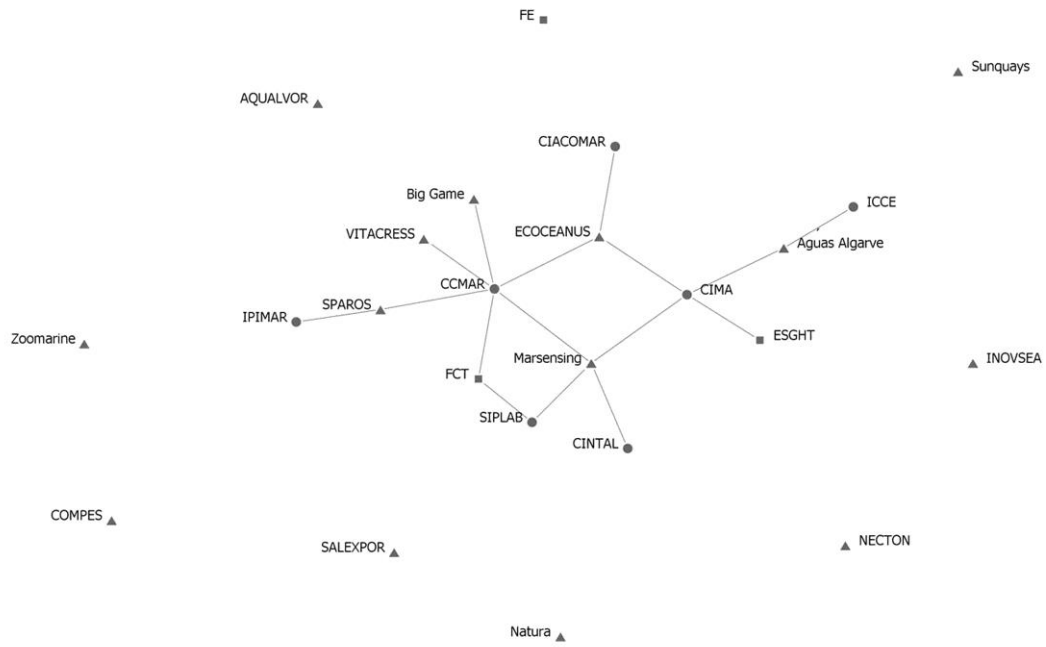 FE
Sunquays
AQUALVOR
CIACOMAR
Big Game
ICCE
VITACRESS
ECOCEANUS
Aguas Algarve
CCMAR
CIMA
SPAROS
IPIMAR
Zoomarine
ESGHT
Marsensing
INOVSEA
FCT
SIPLAB
CINTAL
COMPES
SALEXPOR
NECTON
Natura